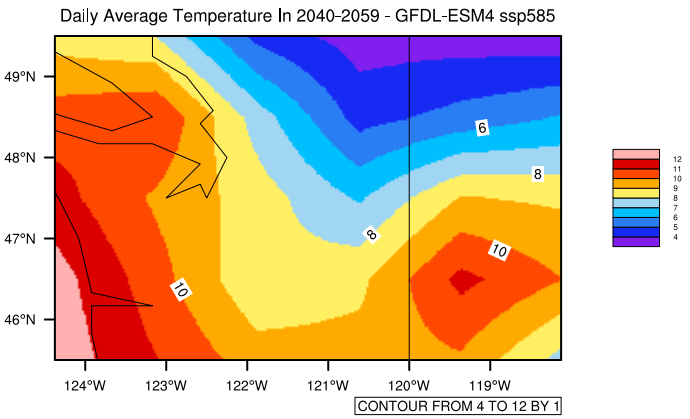 Daily Average Temperature In 2040-2059 - GFDL-ESM4 ssp585
49°N
48°N
47°N
46°N
124°W 123°W 122°W 121°W 120°W 119°W
6
8
8
10
10
12
11
10
9
8
7
6
5
4
CONTOUR FROM 4 TO 12 BY 1